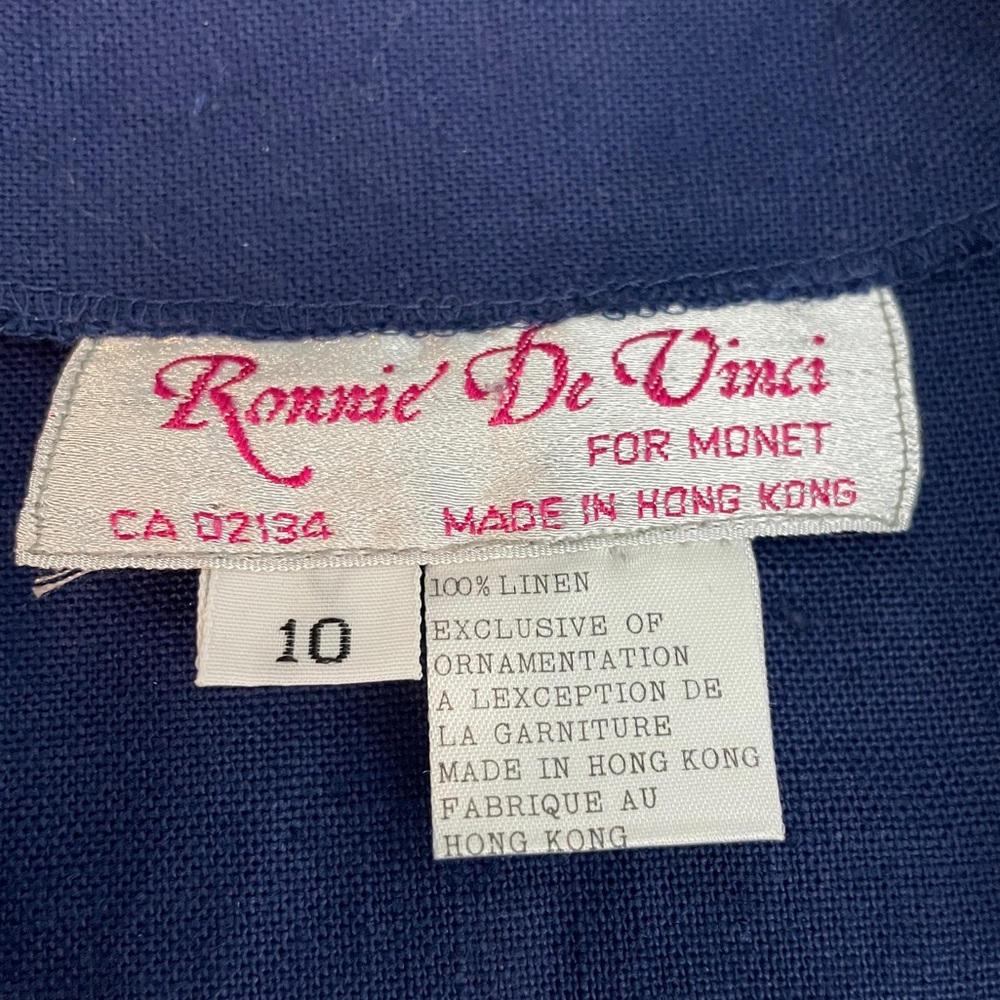 Ronnie De Vinci
FOR MONET
CA 02134 MADE IN HONG KONG
10
100% LINEN
EXCLUSIVE OF
ORNAMENTATION
A LEXCEPTION DE
LA GARNITURE
MADE IN HONG KONG
FABRIQUE AU
HONG KONG